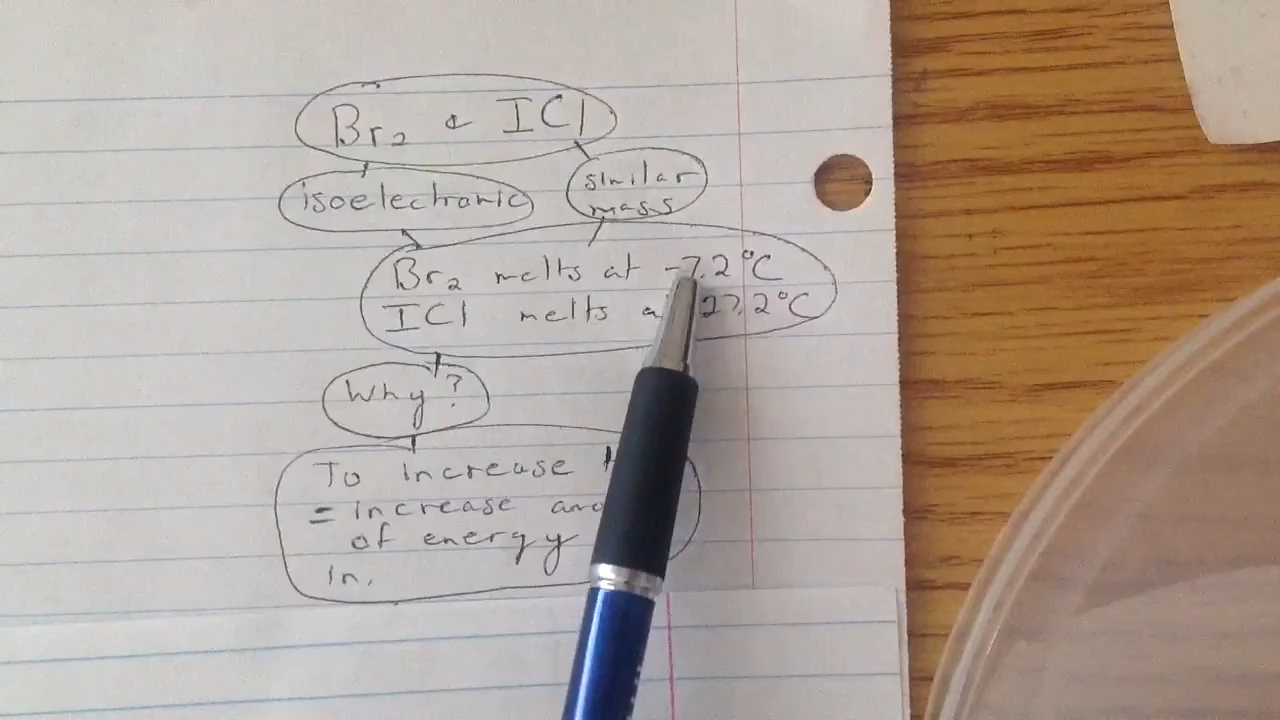 Br2 & ICl
isoelectronic
similar
mass
Br2 melts at -7.2°C
ICl melts 27.2°C
Why?
To increase
= increase
of energy
in.